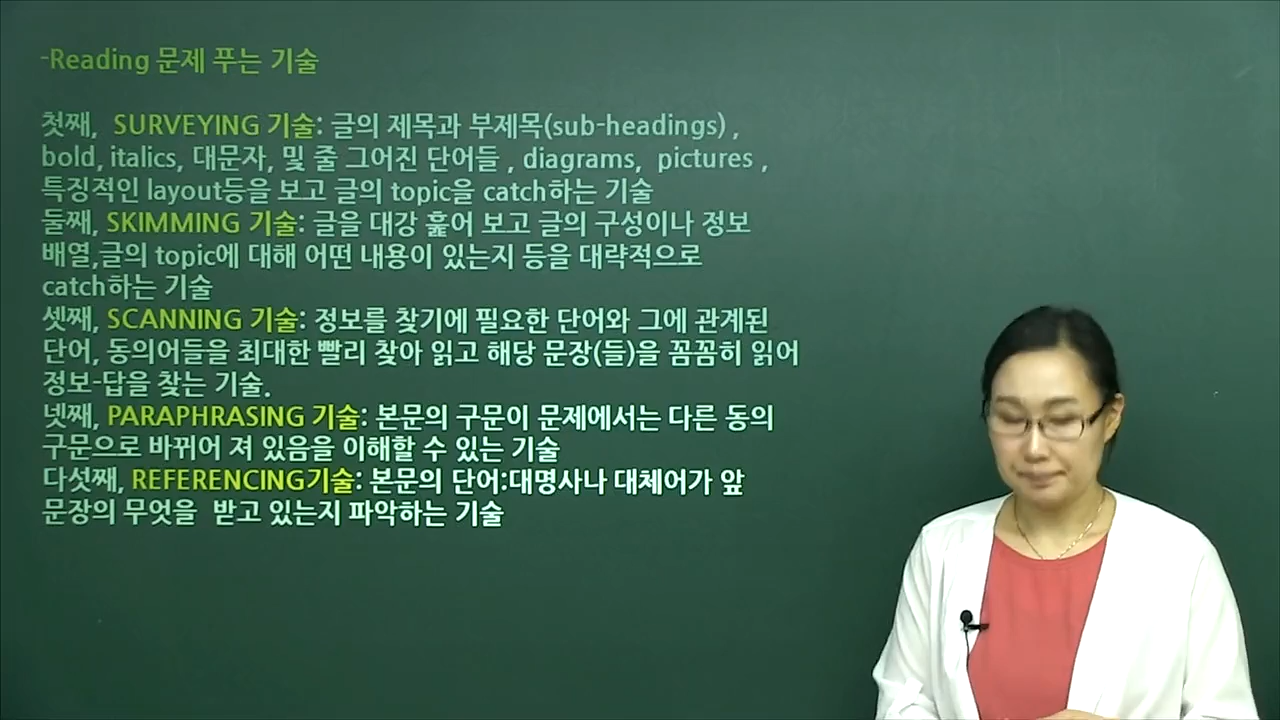 -Reading 문제 푸는 기술
첫째, SURVEYING 기술: 글의 제목과 부제목(sub-headings) ,
bold, italics, 대문자, 및 줄 그어진 단어들 , diagrams, pictures ,
특징적인 layout등을 보고 글의 topic을 catch하는 기술
둘째, SKIMMING 기술: 글을 대강 훑어 보고 글의 구성이나 정보
배열,글의 topic에 대해 어떤 내용이 있는지 등을 대략적으로
catch하는 기술
셋째, SCANNING 기술: 정보를 찾기에 필요한 단어와 그에 관계된
단어, 동의어들을 최대한 빨리 찾아 읽고 해당 문장(들)을 꼼꼼히 읽어
정보-답을 찾는 기술.
넷째, PARAPHRASING 기술: 본문의 구문이 문제에서는 다른 동의
구문으로 바뀌어 져 있음을 이해할 수 있는 기술
다섯째, REFERENCING기술: 본문의 단어:대명사나 대체어가 앞
문장의 무엇을 받고 있는지 파악하는 기술